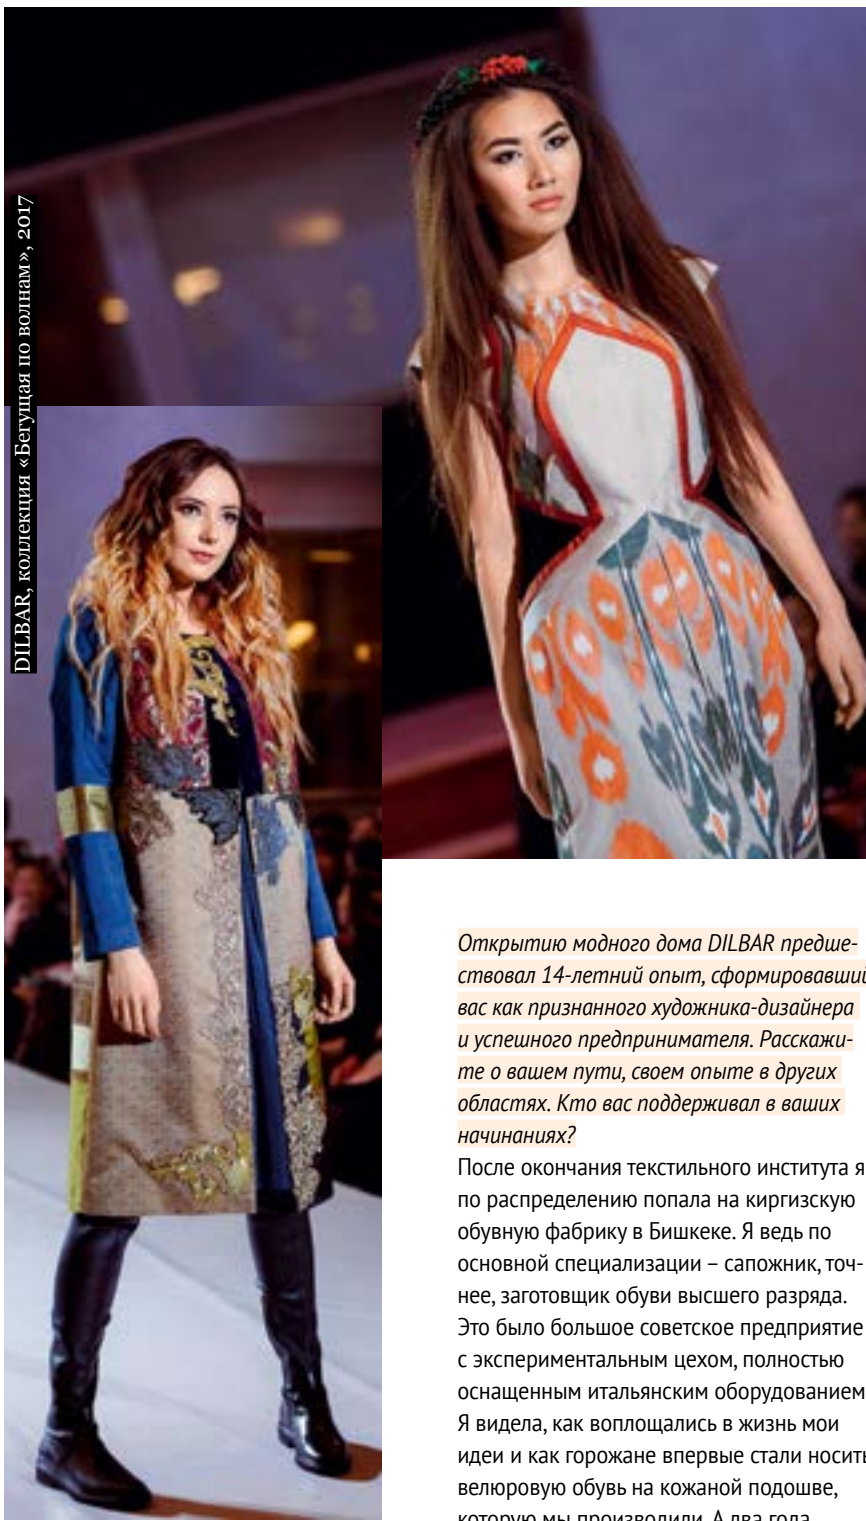 DILBAR, коллекция «Бегущая по волнам», 2017
Открытию модного дома DILBAR предше-
ствовал 14-летний опыт, сформировавший
вас как признанного художника-дизайнера
и успешного предпринимателя. Расскажи-
те о вашем пути, своем опыте в других
областях. Кто вас поддерживал в ваших
начинаниях?
После окончания текстильного института я
по распределению попала на киргизскую
обувную фабрику в Бишкеке. Я ведь по
основной специализации – сапожник, точ-
нее, заготовщик обуви высшего разряда.
Это было большое советское предприятие
с экспериментальным цехом, полностью
оснащенным итальянским оборудованием
Я видела, как воплощались в жизнь мои
идеи и как горожане впервые стали носить
велюровую обувь на кожаной подошве,
которую мы производили. А два года